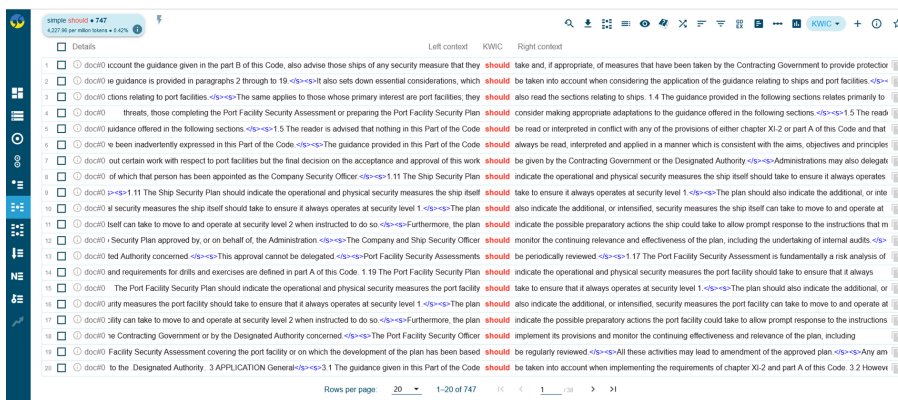 simple should • 747
4,227.96 per million tokens • 0.42%
KWIC
Details Left context KWIC Right context
1 doc#0 account the guidance given in the part B of this Code, also advise those ships of any security measure that they should take and, if appropriate, of measures that have been taken by the Contracting Government to provide protection
2 doc#0 guidance is provided in paragraphs 2 through to 19.</s><s>It also sets down essential considerations, which should be taken into account when considering the application of the guidance relating to ships and port facilities.</s><
3 doc#0 ctions relating to port facilities.</s><s>The same applies to those whose primary interest are port facilities; they should also read the sections relating to ships. 1.4 The guidance provided in the following sections relates primarily to
4 doc#0 threats, those completing the Port Facility Security Assessment or preparing the Port Facility Security Plan should consider making appropriate adaptations to the guidance offered in the following sections.</s><s>1.5 The read
5 doc#0 guidance offered in the following sections.</s><s>1.5 The reader is advised that nothing in this Part of the Code should be read or interpreted in conflict with any of the provisions of either chapter XI-2 or part A of this Code and that
6 doc#0 e been inadvertently expressed in this Part of the Code.</s><s>The guidance provided in this Part of the Code should always be read, interpreted and applied in a manner which is consistent with the aims, objectives and principles
7 doc#0 out certain work with respect to port facilities but the final decision on the acceptance and approval of this work should be given by the Contracting Government or the Designated Authority.</s><s>Administrations may also delegate
8 doc#0 of which that person has been appointed as the Company Security Officer.</s><s>1.11 The Ship Security Plan should indicate the operational and physical security measures the ship itself should take to ensure it always operates
9 doc#0 ><s>1.11 The Ship Security Plan should indicate the operational and physical security measures the ship itself should take to ensure it always operates at security level 1.</s><s>The plan should also indicate the additional, or inte
10 doc#0 al security measures the ship itself should take to ensure it always operates at security level 1.</s><s>The plan should also indicate the additional, or intensified, security measures the ship itself can take to move to and operate at
11 doc#0 itself can take to move to and operate at security level 2 when instructed to do so.</s><s>Furthermore, the plan should indicate the possible preparatory actions the ship could take to allow prompt response to the instructions that m
12 doc#0 Security Plan approved by, or on behalf of, the Administration.</s><s>The Company and Ship Security Officer should monitor the continuing relevance and effectiveness of the plan, including the undertaking of internal audits.</s>
13 doc#0 ted Authority concerned.</s><s>This approval cannot be delegated.</s><s>Port Facility Security Assessments should be periodically reviewed.</s><s>1.17 The Port Facility Security Assessment is fundamentally a risk analysis of
14 doc#0 and requirements for drills and exercises are defined in part A of this Code. 1.19 The Port Facility Security Plan should indicate the operational and physical security measures the port facility should take to ensure that it always
15 doc#0 The Port Facility Security Plan should indicate the operational and physical security measures the port facility should take to ensure that it always operates at security level 1.</s><s>The plan should also indicate the additional, or
16 doc#0 urity measures the port facility should take to ensure that it always operates at security level 1.</s><s>The plan should also indicate the additional, or intensified, security measures the port facility can take to move to and operate at
17 doc#0 cility can take to move to and operate at security level 2 when instructed to do so.</s><s>Furthermore, the plan should indicate the possible preparatory actions the port facility could take to allow prompt response to the instructions
18 doc#0 Contracting Government or by the Designated Authority concerned.</s><s>The Port Facility Security Officer should implement its provisions and monitor the continuing effectiveness and relevance of the plan, including
19 doc#0 Facility Security Assessment covering the port facility or on which the development of the plan has been based should be regularly reviewed.</s><s>All these activities may lead to amendment of the approved plan.</s><s>Any am
20 doc#0 to the .Designated Authority.. 3 APPLICATION General</s><s>3.1 The guidance given in this Part of the Code should be taken into account when implementing the requirements of chapter XI-2 and part A of this Code. 3.2 Howeve
Rows per page: 20 1–20 of 747 1 / 38